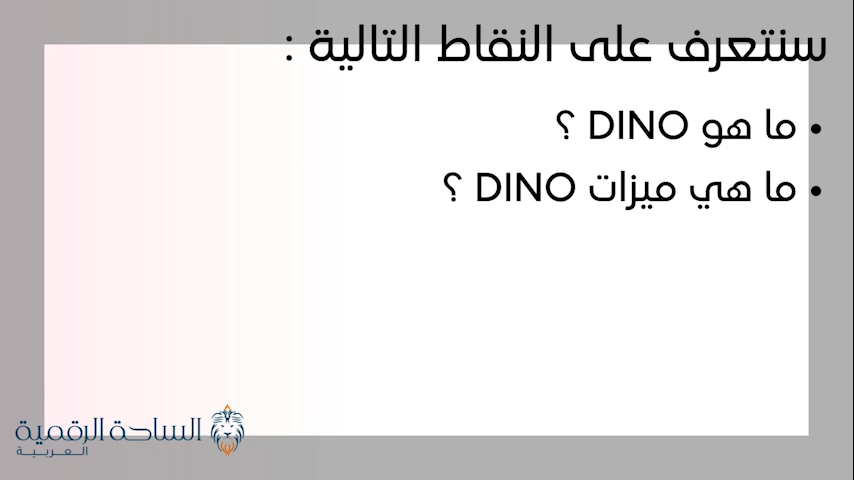 سنتعرف على النقاط التالية :
• ما هو DINO ؟
• ما هي ميزات DINO ؟
الساحة الرقمية
العربية